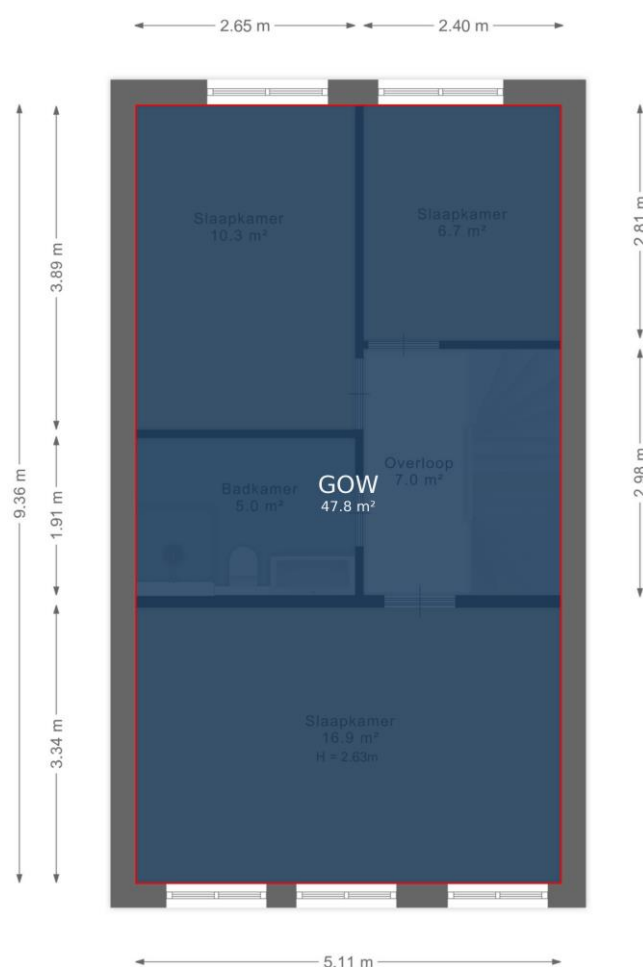 2.65 m
2.40 m
Slaapkamer
10.3 m²
Slaapkamer
6.7 m²
2.81 m
3.89 m
9.36 m
Overloop
7.0 m²
2.98 m
Badkamer
5.0 m²
GOW
47.8 m²
1.91 m
Slaapkamer
16.9 m²
H = 2.63m
3.34 m
5.11 m